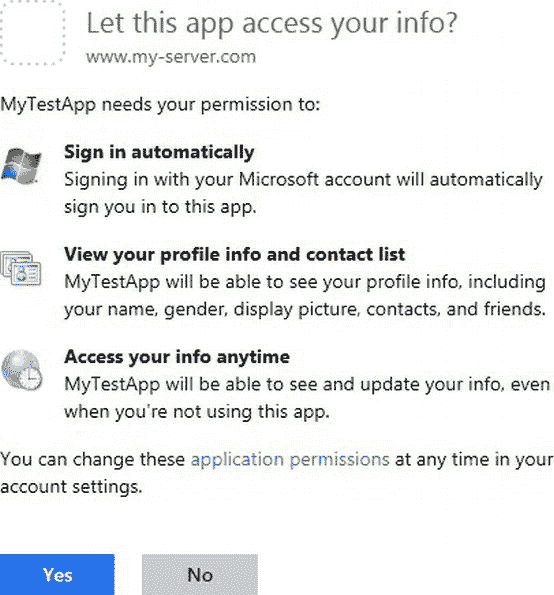 Let this app access your info?
www.my-server.com
MyTestApp needs your permission to:
Sign in automatically
Signing in with your Microsoft account will automatically
sign you in to this app.
View your profile info and contact list
MyTestApp will be able to see your profile info, including
your name, gender, display picture, contacts, and friends.
Access your info anytime
MyTestApp will be able to see and update your info, even
when you're not using this app.
You can change these application permissions at any time in your
account settings.
Yes
No